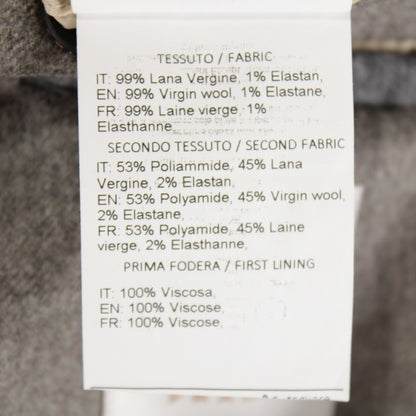 TESSUTO / FABRIC
IT: 99% Lana Vergine, 1% Elastan,
EN: 99% Virgin wool, 1% Elastane,
FR: 99% Laine vierge, 1%
Elasthanne,
SECONDO TESSUTO / SECOND FABRIC
IT: 53% Poliammide, 45% Lana
Vergine, 2% Elastan,
EN: 53% Polyamide, 45% Virgin wool,
2% Elastane,
FR: 53% Polyamide, 45% Laine
vierge, 2% Elasthanne,
PRIMA FODERA / FIRST LINING
IT: 100% Viscosa,
EN: 100% Viscose,
FR: 100% Viscose,